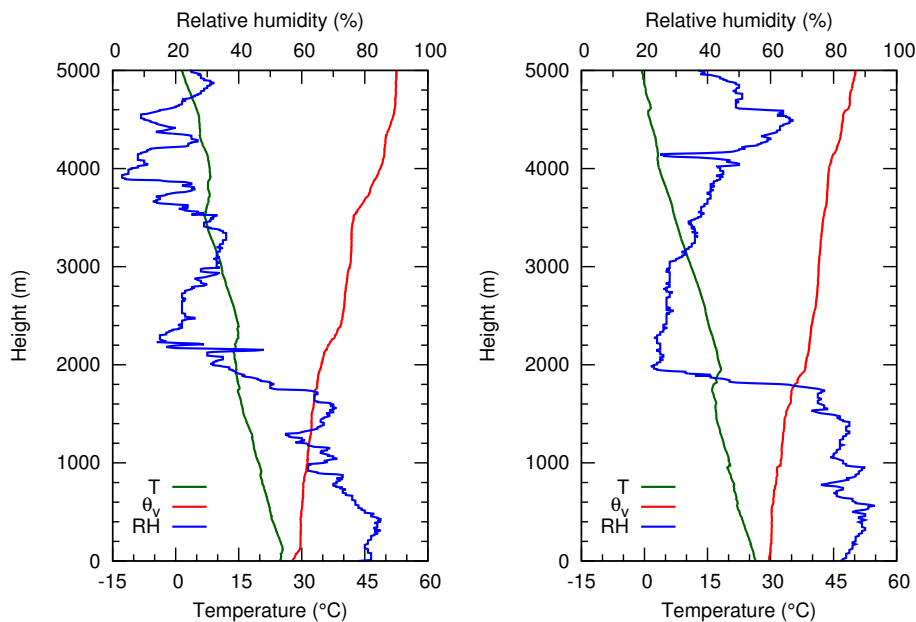 Relative humidity (%)
0 20 40 60 80 100
5000
4000
3000
2000
1000
0
Height (m)
T
θv
RH
-15 0 15 30 45 60
Temperature (°C)
Relative humidity (%)
0 20 40 60 80 100
5000
4000
3000
2000
1000
0
Height (m)
T
θv
RH
-15 0 15 30 45 60
Temperature (°C)